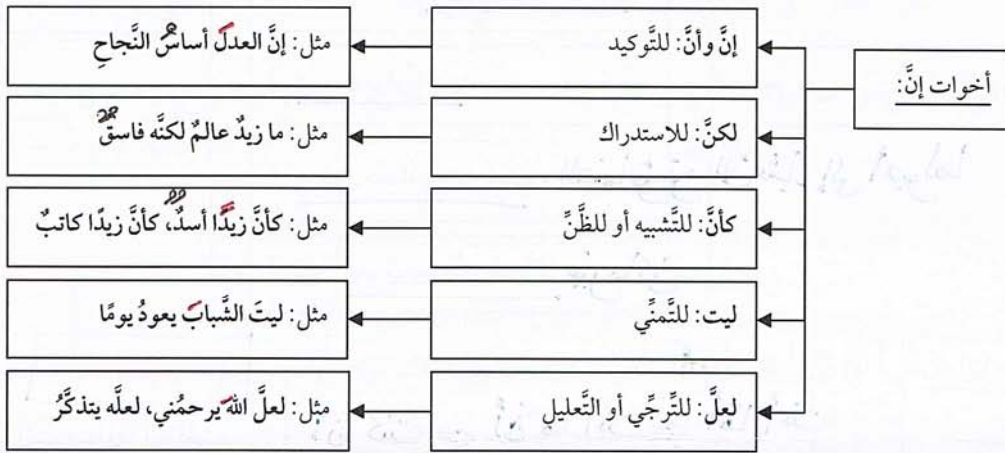 أخوات إنَّ:
إنَّ وأنَّ: للتَّوكيد
مثل: إنَّ العدلَ أساسُ النَّجاحِ
لكنَّ: للاستدراك
مثل: ما زيدٌ عالمٌ لكنَّه فاسقٌ
كأنَّ: للتَّشبيه أو للظَّنِّ
مثل: كأنَّ زيدًا أسدٌ، كأنَّ زيدًا كاتبٌ
ليت: للتَّمنِّي
مثل: ليتَ الشَّبابَ يعودُ يومًا
لعلَّ: للتَّرجِّي أو التَّعليل
مثل: لعلَّ اللهَ يرحمُني، لعلَّه يتذكَّرُ